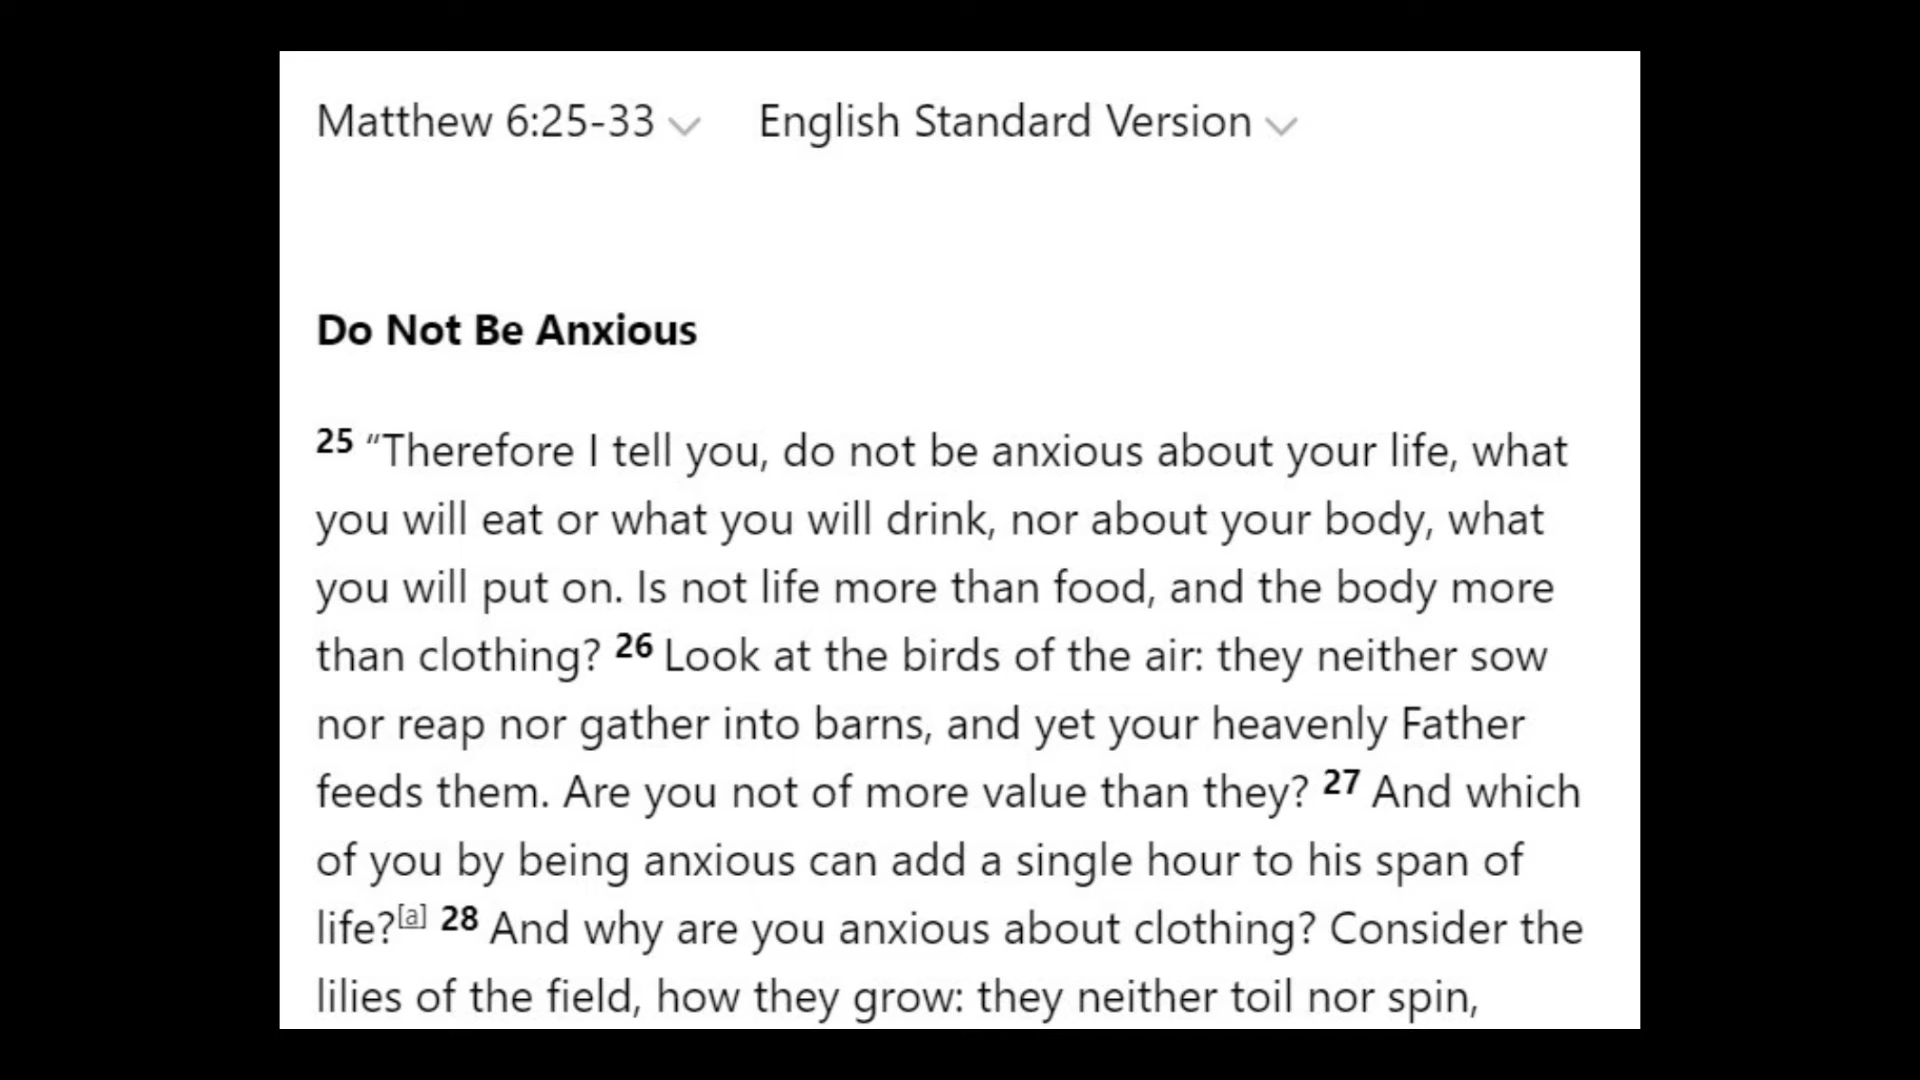 Matthew 6:25-33 English Standard Version
Do Not Be Anxious
25 “Therefore I tell you, do not be anxious about your life, what
you will eat or what you will drink, nor about your body, what
you will put on. Is not life more than food, and the body more
than clothing? 26 Look at the birds of the air: they neither sow
nor reap nor gather into barns, and yet your heavenly Father
feeds them. Are you not of more value than they? 27 And which
of you by being anxious can add a single hour to his span of
life?[a] 28 And why are you anxious about clothing? Consider the
lilies of the field, how they grow: they neither toil nor spin,